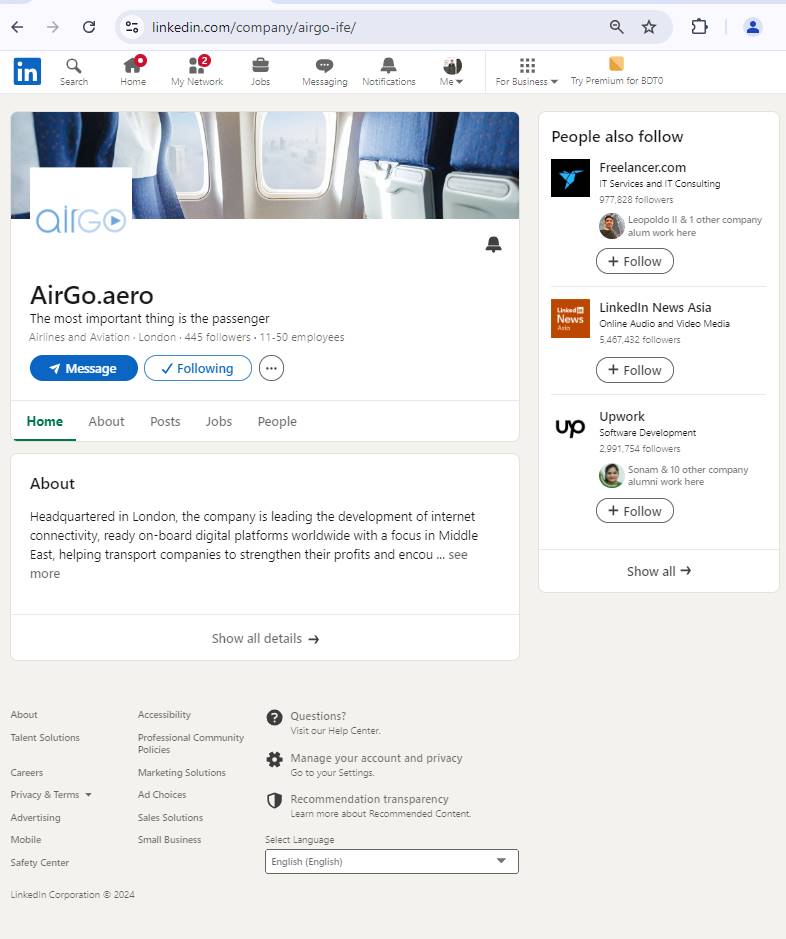 linkedin.com/company/airgo-ife/
in
Search
Home
2
My Network
Jobs
Messaging
Notifications
Me
For Business
Try Premium for BDT0
airGO
AirGo.aero
The most important thing is the passenger
Airlines and Aviation · London · 445 followers · 11-50 employees
Message
Following
Home
About
Posts
Jobs
People
About
Headquartered in London, the company is leading the development of internet
connectivity, ready on-board digital platforms worldwide with a focus in Middle
East, helping transport companies to strengthen their profits and encou ... see
more
Show all details
People also follow
Freelancer.com
IT Services and IT Consulting
977,828 followers
Leopoldo II & 1 other company
alum work here
+ Follow
Linked in
News
Asia
LinkedIn News Asia
Online Audio and Video Media
5,467,432 followers
+ Follow
up
Upwork
Software Development
2,991,754 followers
Sonam & 10 other company
alumni work here
+ Follow
Show all
About
Accessibility
Talent Solutions
Professional Community
Policies
Careers
Marketing Solutions
Privacy & Terms
Ad Choices
Advertising
Sales Solutions
Mobile
Small Business
Safety Center
Questions?
Visit our Help Center.
Manage your account and privacy
Go to your Settings.
Recommendation transparency
Learn more about Recommended Content.
Select Language
English (English)
LinkedIn Corporation © 2024